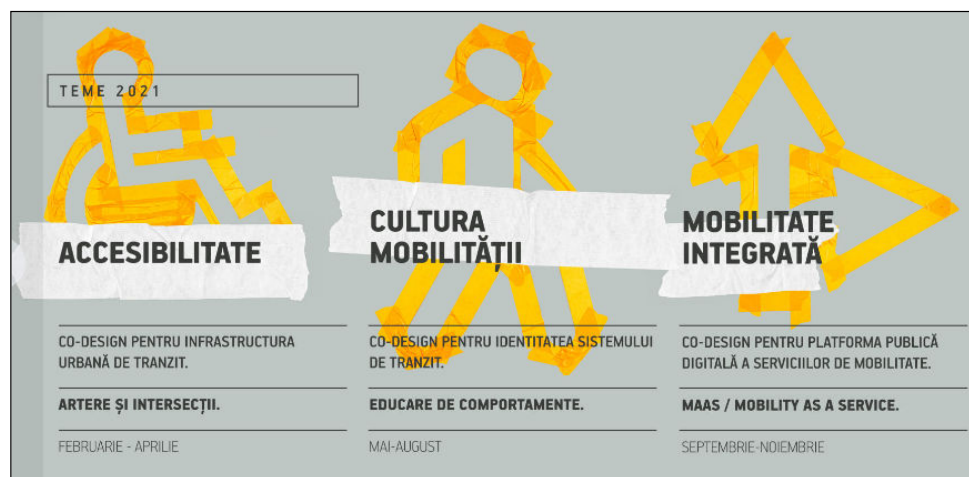 TEME 2021
ACCESIBILITATE
CO-DESIGN PENTRU INFRASTRUCTURA
URBANĂ DE TRANZIT.
ARTERE ȘI INTERSECȚII.
FEBRUARIE - APRILIE
CULTURA
MOBILITĂȚII
CO-DESIGN PENTRU IDENTITATEA SISTEMULUI
DE TRANZIT.
EDUCARE DE COMPORTAMENTE.
MAI-AUGUST
MOBILITATE
INTEGRATĂ
CO-DESIGN PENTRU PLATFORMA PUBLICĂ
DIGITALĂ A SERVICIILOR DE MOBILITATE.
MAAS / MOBILITY AS A SERVICE.
SEPTEMBRIE-NOIEMBRIE